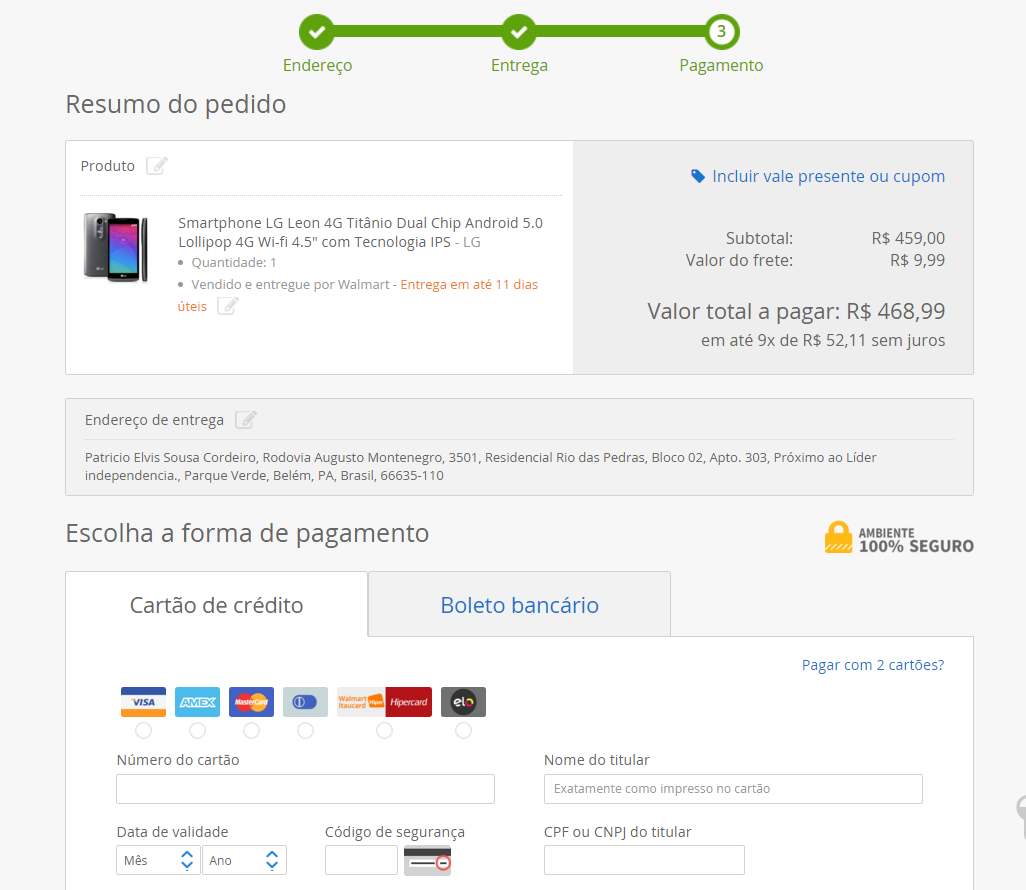 3
Endereço Entrega Pagamento
Resumo do pedido
Produto
Incluir vale presente ou cupom
Smartphone LG Leon 4G Titânio Dual Chip Android 5.0
Lollipop 4G Wi-fi 4.5" com Tecnologia IPS - LG
Quantidade: 1
Vendido e entregue por Walmart - Entrega em até 11 dias
úteis
Subtotal: R$ 459,00
Valor do frete: R$ 9,99
Valor total a pagar: R$ 468,99
em até 9x de R$ 52,11 sem juros
Endereço de entrega
Patricio Elvis Sousa Cordeiro, Rodovia Augusto Montenegro, 3501, Residencial Rio das Pedras, Bloco 02, Apto. 303, Próximo ao Líder
independencia., Parque Verde, Belém, PA, Brasil, 66635-110
Escolha a forma de pagamento
AMBIENTE
100% SEGURO
Cartão de crédito Boleto bancário
Pagar com 2 cartões?
VISA AMEX MasterCard Walmart Itaucard Hiper Hipercard elo
Número do cartão Nome do titular
Exatamente como impresso no cartão
Data de validade Código de segurança CPF ou CNPJ do titular
Mês Ano